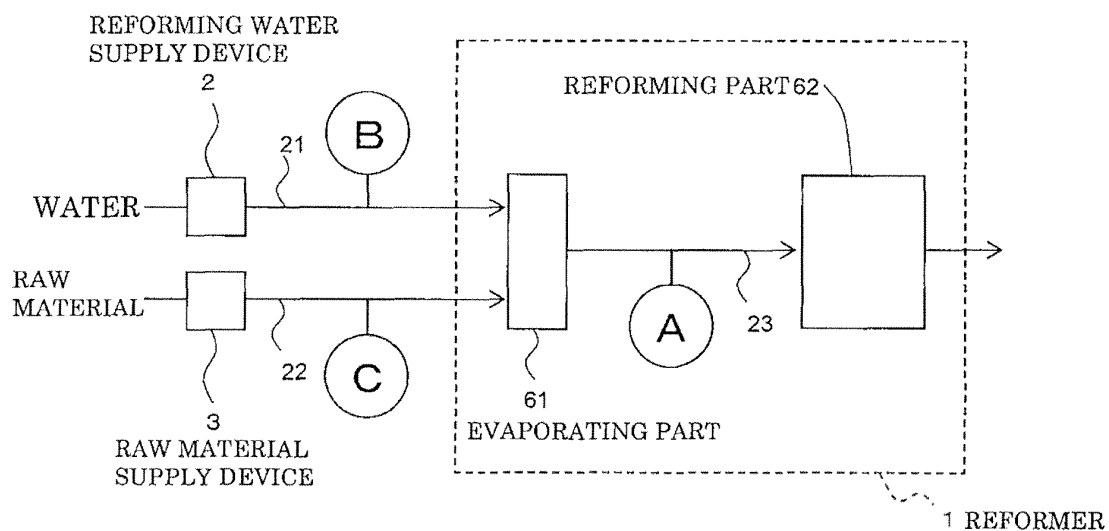 REFORMING WATER
SUPPLY DEVICE
2
REFORMING PART 62
B
21
WATER
RAW
MATERIAL
A
23
22
C
61
3
EVAPORATING PART
RAW MATERIAL
SUPPLY DEVICE
1 REFORMER